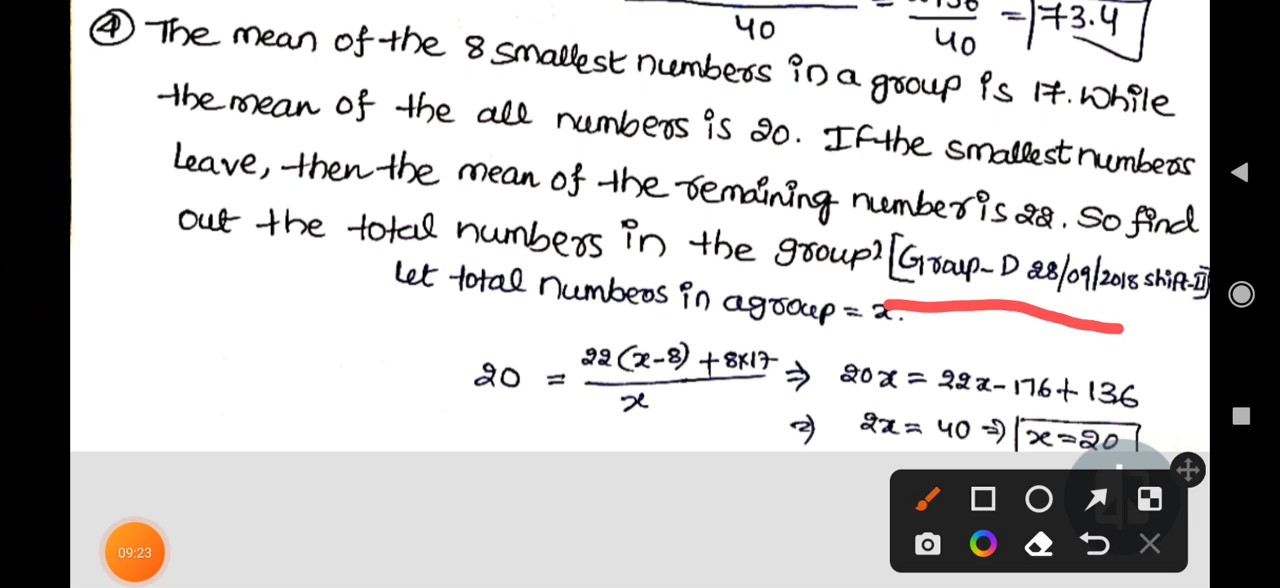 40 = 40 = 73.4
④ The mean of the 8 smallest numbers in a group is 17. while
the mean of the all numbers is 20. If the smallest numbers
leave, then the mean of the remaining number is 22. So find
out the total numbers in the group? [Group-D 28/09/2018 shift-II]
Let total numbers in a group = x.
20 = 22(x-8) + 8x17 / x ⇒ 20x = 22x - 176 + 136
⇒ 2x = 40 ⇒ x = 20
09:23